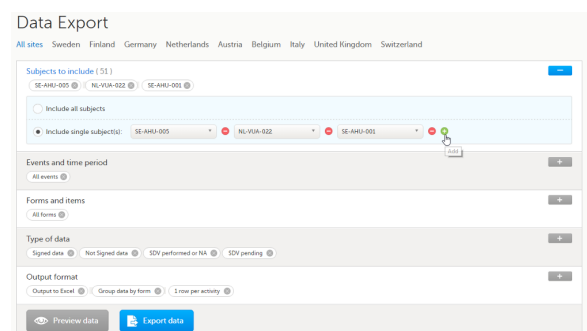 Data Export
All sites Sweden Finland Germany Netherlands Austria Belgium Italy United Kingdom Switzerland
Subjects to include ( 51 )
SE-AHU-005 NL-VUA-022 SE-AHU-001
Include all subjects
Include single subject(s): SE-AHU-005 NL-VUA-022 SE-AHU-001
Add
Events and time period
All events
Forms and items
All forms
Type of data
Signed data Not Signed data SDV performed or NA SDV pending
Output format
Output to Excel Group data by form 1 row per activity
Preview data Export data